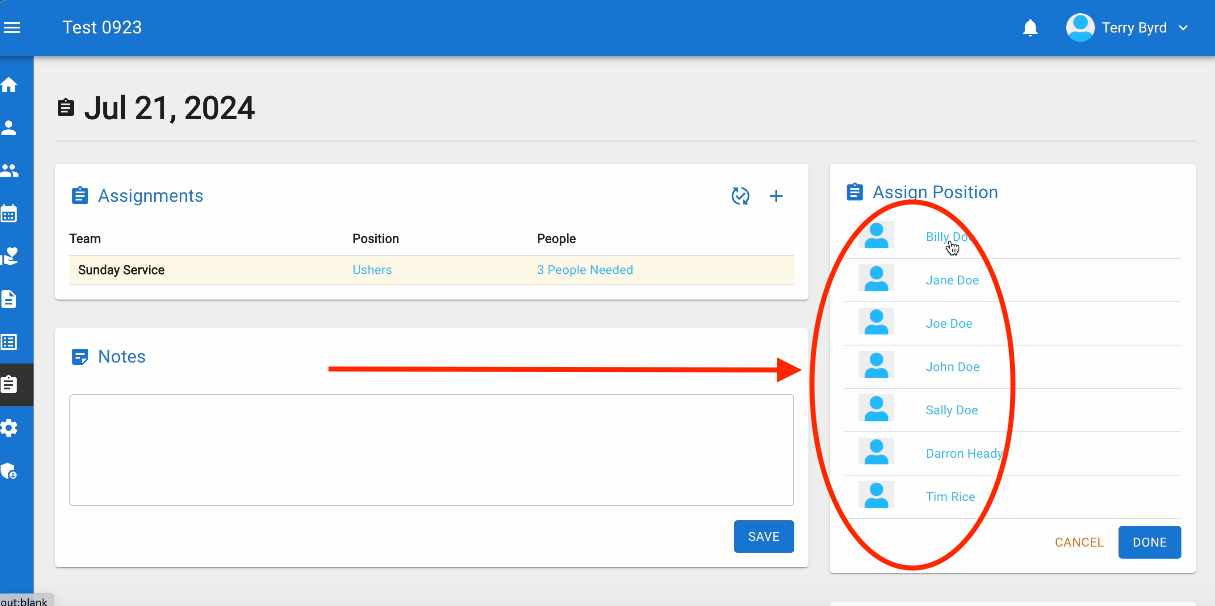 Test 0923
Terry Byrd
Jul 21, 2024
Assignments
Team Position People
Sunday Service Ushers 3 People Needed
Notes
SAVE
Assign Position
Billy Doe
Jane Doe
Joe Doe
John Doe
Sally Doe
Darron Heady
Tim Rice
CANCEL DONE
out:blank